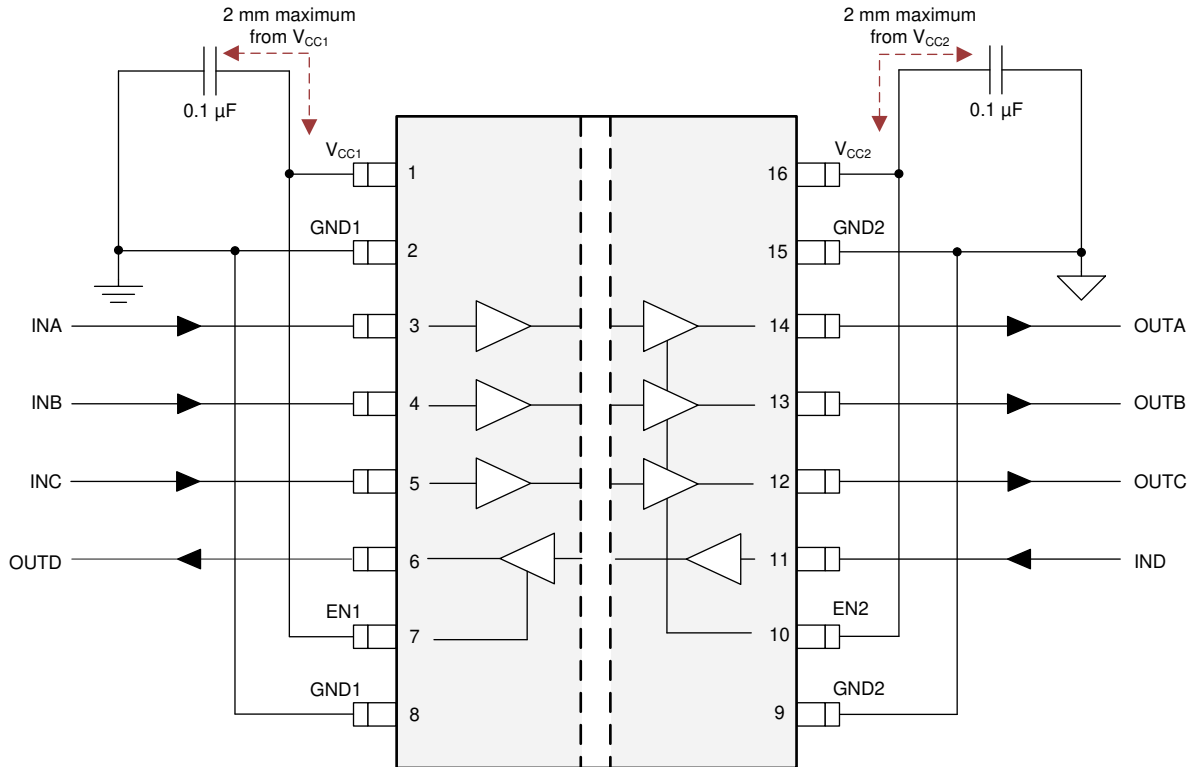 2 mm maximum
from VCC1
2 mm maximum
from VCC2
0.1 µF
0.1 µF
VCC1
1
16
VCC2
GND1
2
15
GND2
INA
3
14
OUTA
INB
4
13
OUTB
INC
5
12
OUTC
OUTD
6
11
IND
EN1
7
10
EN2
GND1
8
9
GND2